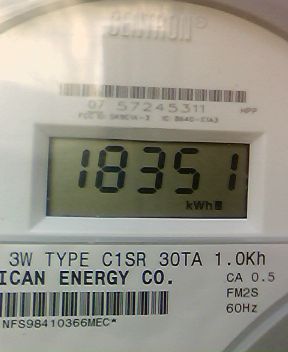 CENTRON®
07 57245311 HPP
18351
kWh
3W TYPE C1SR 30TA 1.0Kh
ICAN ENERGY CO. CA 0.5
FM2S
NFS98410366MEC* 60Hz